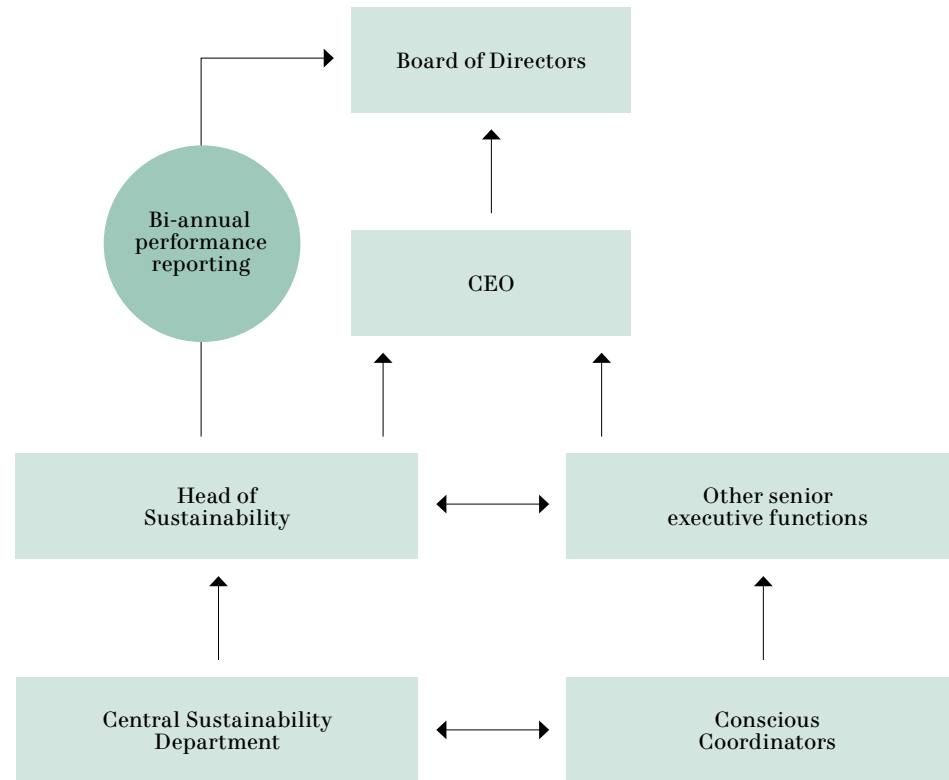 Board of Directors
Bi-annual
performance
reporting
CEO
Head of
Sustainability
Other senior
executive functions
Central Sustainability
Department
Conscious
Coordinators